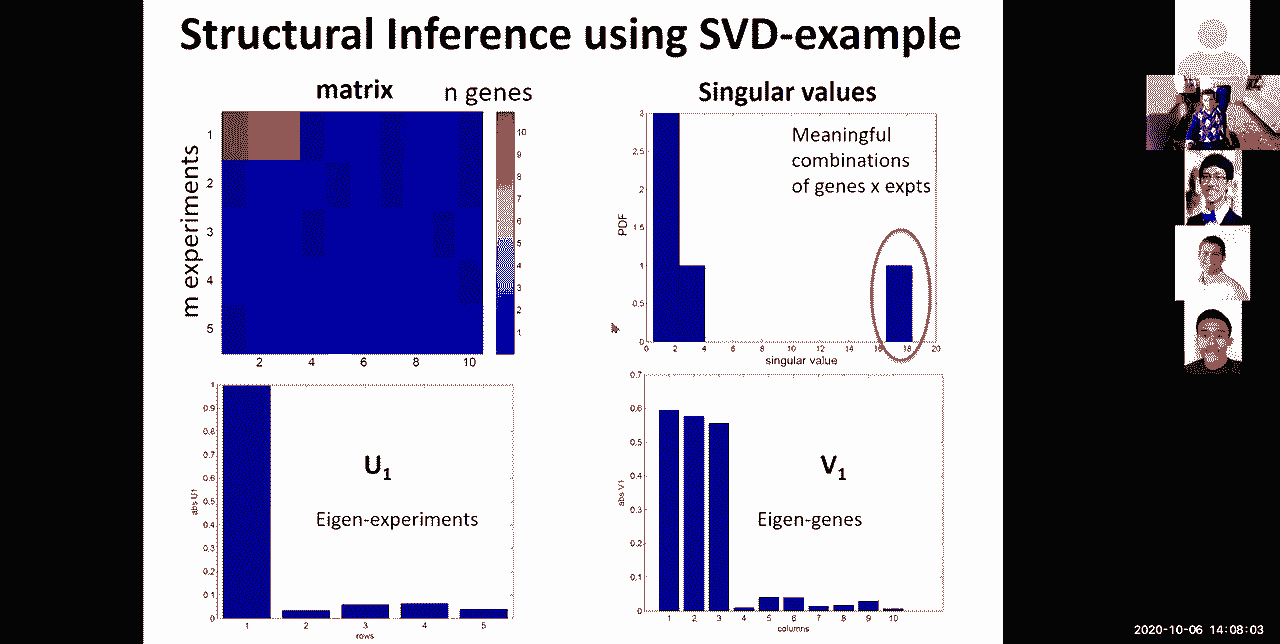 Structural Inference using SVD-example
matrix
n genes
m experiments
1
2
3
4
5
2 4 6 8 10
10
9
8
7
6
5
4
3
2
1
Singular values
Meaningful
combinations
of genes x expts
PDF
3
2.5
2
1.5
1
0.5
0
0 2 4 6 8 10 12 14 16 18 20
singular value
U1
Eigen-experiments
abs U1
1
0.9
0.8
0.7
0.6
0.5
0.4
0.3
0.2
0.1
0
1 2 3 4 5
rows
V1
Eigen-genes
abs V1
0.7
0.6
0.5
0.4
0.3
0.2
0.1
0
1 2 3 4 5 6 7 8 9 10
columns
2020-10-06 14:08:03